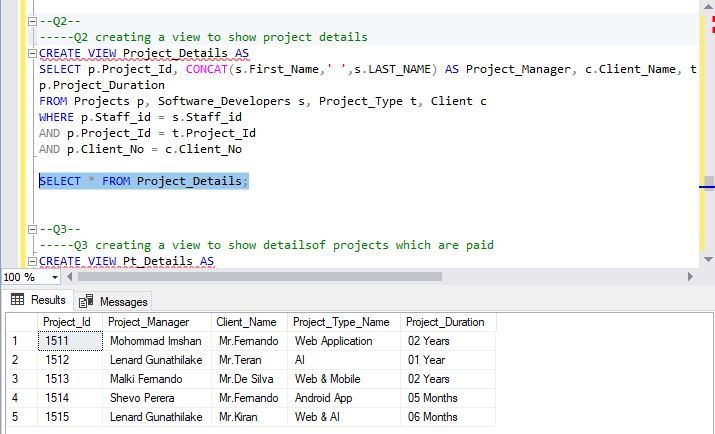 --Q2--
-----Q2 creating a view to show project details
CREATE VIEW Project_Details AS
SELECT p.Project_Id, CONCAT(s.First_Name,' ',s.LAST_NAME) AS Project_Manager, c.Client_Name, t
p.Project_Duration
FROM Projects p, Software_Developers s, Project_Type t, Client c
WHERE p.Staff_id = s.Staff_id
AND p.Project_Id = t.Project_Id
AND p.Client_No = c.Client_No
SELECT * FROM Project_Details;
--Q3--
-----Q3 creating a view to show detailsof projects which are paid
CREATE VIEW Pt_Details AS
100 %
Results Messages
Project_Id Project_Manager Client_Name Project_Type_Name Project_Duration
1 1511 Mohommad Imshan Mr.Fernando Web Application 02 Years
2 1512 Lenard Gunathilake Mr.Teran AI 01 Year
3 1513 Malki Fernando Mr.De Silva Web & Mobile 02 Years
4 1514 Shevo Perera Mr.Fernando Android App 05 Months
5 1515 Lenard Gunathilake Mr.Kiran Web & AI 06 Months